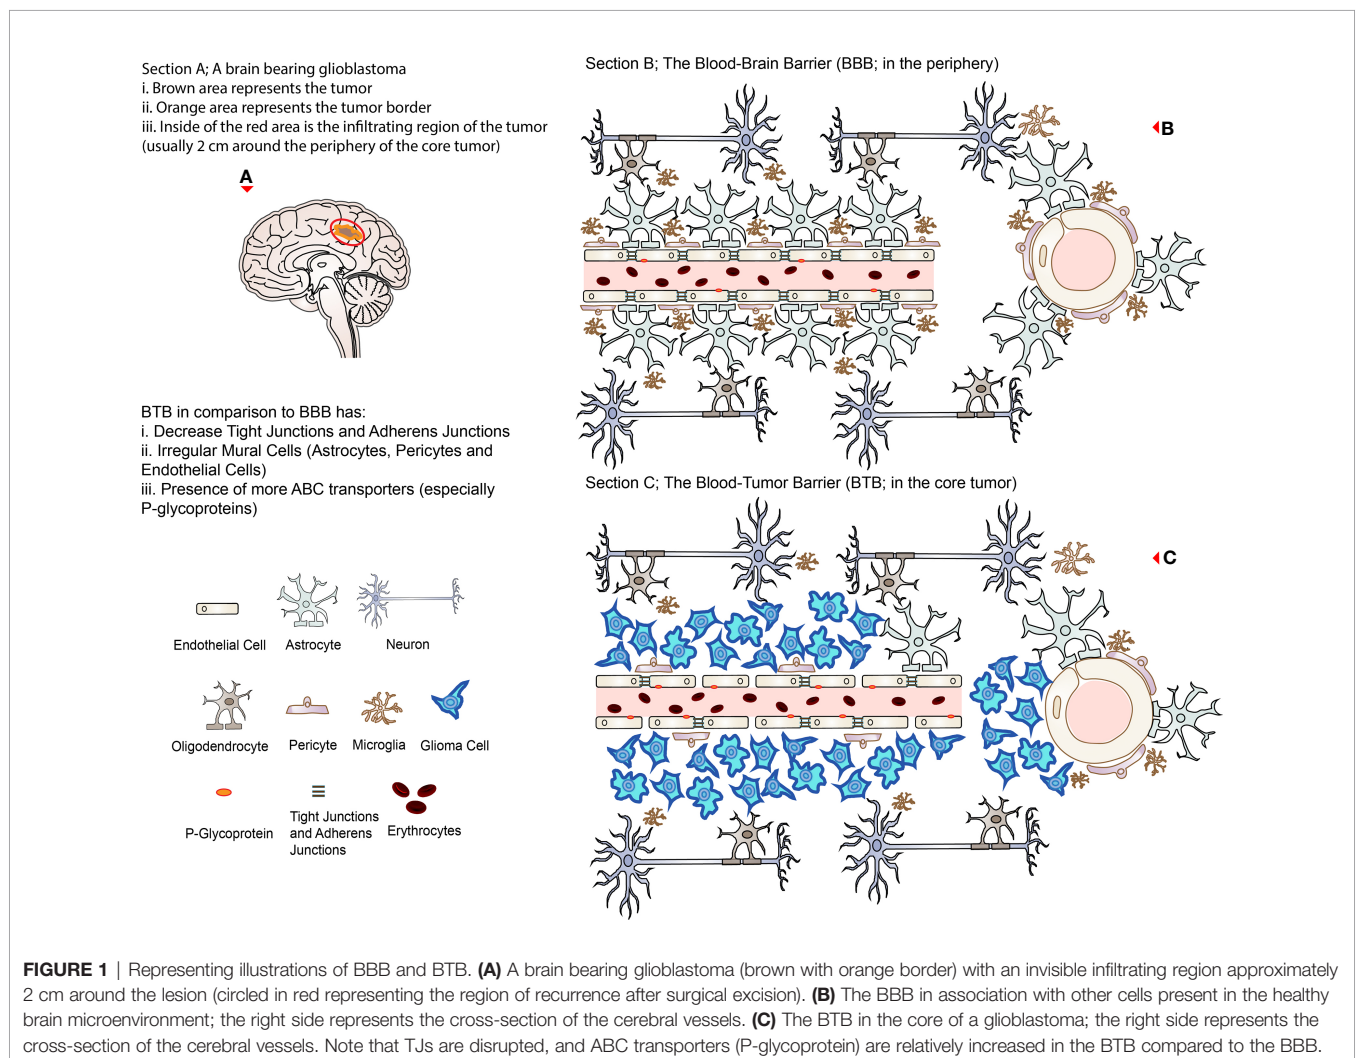 Section A; A brain bearing glioblastoma
i. Brown area represents the tumor
ii. Orange area represents the tumor border
iii. Inside of the red area is the infiltrating region of the tumor
(usually 2 cm around the periphery of the core tumor)
A
Section B; The Blood-Brain Barrier (BBB; in the periphery)
B
BTB in comparison to BBB has:
i. Decrease Tight Junctions and Adherens Junctions
ii. Irregular Mural Cells (Astrocytes, Pericytes and
Endothelial Cells)
iii. Presence of more ABC transporters (especially
P-glycoproteins)
Section C; The Blood-Tumor Barrier (BTB; in the core tumor)
C
Endothelial Cell
Astrocyte
Neuron
Oligodendrocyte
Pericyte
Microglia
Glioma Cell
P-Glycoprotein
Tight Junctions
and Adherens
Junctions
Erythrocytes
FIGURE 1 | Representing illustrations of BBB and BTB. (A) A brain bearing glioblastoma (brown with orange border) with an invisible infiltrating region approximately
2 cm around the lesion (circled in red representing the region of recurrence after surgical excision). (B) The BBB in association with other cells present in the healthy
brain microenvironment; the right side represents the cross-section of the cerebral vessels. (C) The BTB in the core of a glioblastoma; the right side represents the
cross-section of the cerebral vessels. Note that TJs are disrupted, and ABC transporters (P-glycoprotein) are relatively increased in the BTB compared to the BBB.